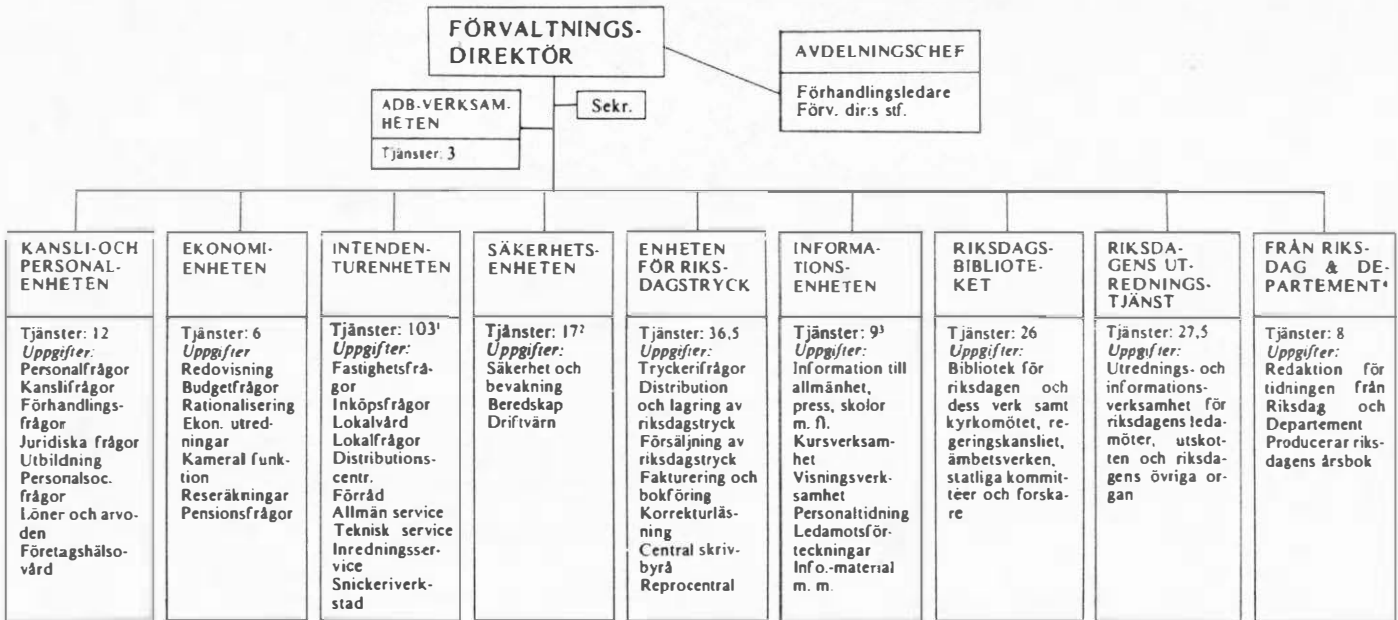 FÖRVALTNINGS-
DIREKTÖR
AVDELNINGSCHEF
Förhandlingsledare
Förv. dir:s stf.
Sekr.
ADB-VERKSAM-
HETEN
Tjänster: 3
KANSLI-OCH
PERSONAL-
ENHETEN
Tjänster: 12
Uppgifter:
Personalfrågor
Kanslifrågor
Förhandlings-
frågor
Juridiska frågor
Utbildning
Personalsoc.
frågor
Löner och arvo-
den
Företagshälso-
vård
EKONOMI-
ENHETEN
Tjänster: 6
Uppgifter
Redovisning
Budgetfrågor
Rationalisering
Ekon. utred-
ningar
Kameral funk-
tion
Reseräkningar
Pensionsfrågor
INTENDEN-
TURENHETEN
Tjänster: 103¹
Uppgifter:
Fastighetsfrå-
gor
Inköpsfrågor
Lokalvård
Lokalfrågor
Distributions-
centr.
Förråd
Allmän service
Teknisk service
Inredningsser-
vice
Snickeriverk-
stad
SÄKERHETS-
ENHETEN
Tjänster: 17²
Uppgifter:
Säkerhet och
bevakning
Beredskap
Driftvärn
ENHETEN
FÖR RIKS-
DAGSTRYCK
Tjänster: 36,5
Uppgifter:
Tryckerifrågor
Distribution
och lagring av
riksdagstryck
Försäljning av
riksdagstryck
Fakturering och
bokföring
Korrekturläs-
ning
Central skriv-
byrå
Reprocentral
INFORMA-
TIONS-
ENHETEN
Tjänster: 9³
Uppgifter:
Information till
allmänhet,
press, skolor
m. fl.
Kursverksam-
het
Visningsverk-
samhet
Personaltidning
Ledamotsför-
teckningar
Info.-material
m. m.
RIKSDAGS-
BIBLIOTE-
KET
Tjänster: 26
Uppgifter:
Bibliotek för
riksdagen och
dess verk samt
kyrkomötet, re-
geringskansliet,
ämbetsverken,
statliga kommit-
téer och forska-
re
RIKSDA-
GENS UT-
REDNINGS-
TJÄNST
Tjänster: 27,5
Uppgifter:
Utrednings- och
informations-
verksamhet för
riksdagens leda-
möter, utskot-
ten och riksda-
gens övriga or-
gan
FRÅN RIKS-
DAG & DE-
PARTEMENT⁴
Tjänster: 8
Uppgifter:
Redaktion för
tidningen från
Riksdag och
Departement
Producerar riks-
dagens årsbok